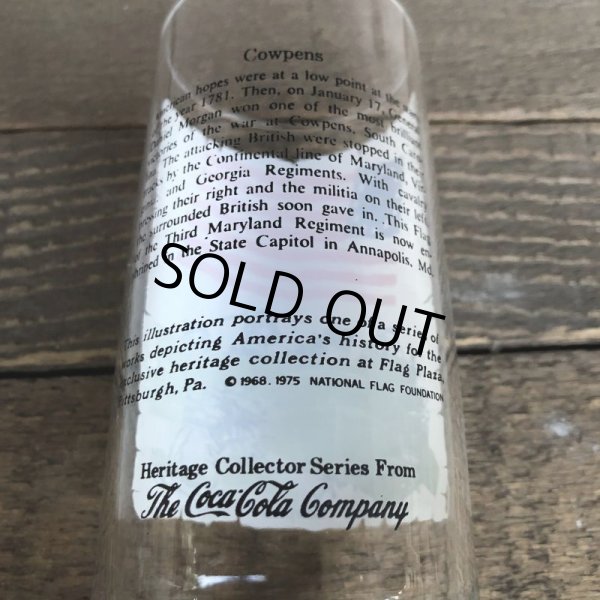 Cowpens
hopes were at a low point at the
year 1781. Then, on January 17,
Morgan won one of the most
of the war at Cowpens, South
The attacking British were stopped in
by the Continental line of Maryland,
and Georgia Regiments. With
their right and the militia on their left
surrounded British soon gave in. This Flag
of the Third Maryland Regiment is now en-
shrined in the State Capitol in Annapolis, Md.
SOLD OUT
This illustration portrays one of a series of
works depicting America's history for the
exclusive heritage collection at Flag Plaza,
Pittsburgh, Pa. © 1968. 1975 NATIONAL FLAG FOUNDATION
Heritage Collector Series From
The Coca-Cola Company